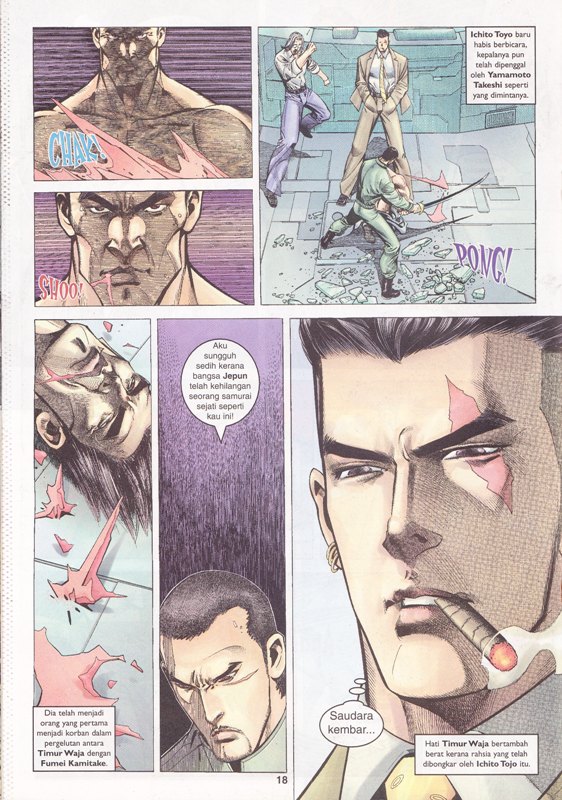 CHAK!
Ichito Toyo baru
habis berbicara,
kepalanya pun
telah dipenggal
oleh Yamamoto
Takeshi seperti
yang dimintanya.
SHOO!
PONG!
Dia telah menjadi
orang yang pertama
menjadi korban dalam
pergelutan antara
Timur Waja dengan
Fumei Kamitake.
Aku
sungguh
sedih kerana
bangsa Jepun
telah kehilangan
seorang samurai
sejati seperti
kau ini!
Saudara
kembar...
Hati Timur Waja bertambah
berat kerana rahsia yang telah
dibongkar oleh Ichito Tojo itu.
18